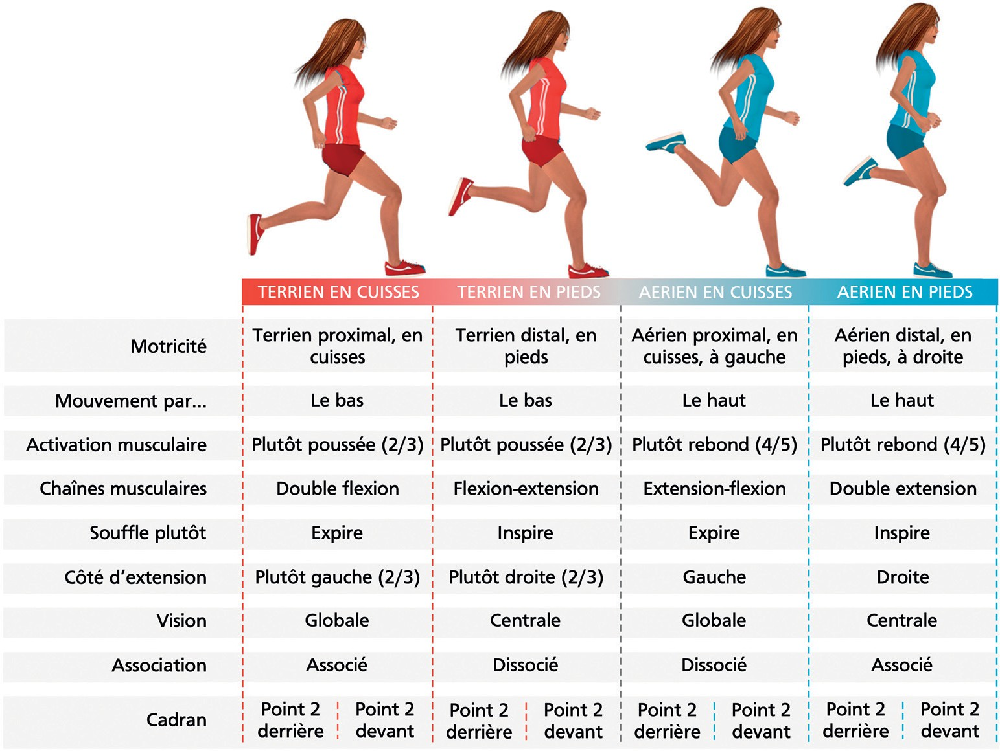 TERRIEN EN CUISSES TERRIEN EN PIEDS AERIEN EN CUISSES AERIEN EN PIEDS
Motricité
Terrien proximal, en
cuisses
Terrien distal, en
pieds
Aérien proximal, en
cuisses, à gauche
Aérien distal, en
pieds, à droite
Mouvement par... Le bas Le bas Le haut Le haut
Activation musculaire Plutôt poussée (2/3) Plutôt poussée (2/3) Plutôt rebond (4/5) Plutôt rebond (4/5)
Chaînes musculaires Double flexion Flexion-extension Extension-flexion Double extension
Souffle plutôt Expire Inspire Expire Inspire
Côté d’extension Plutôt gauche (2/3) Plutôt droite (2/3) Gauche Droite
Vision Globale Centrale Globale Centrale
Association Associé Dissocié Dissocié Associé
Cadran
Point 2
derrière
Point 2
devant
Point 2
derrière
Point 2
devant
Point 2
derrière
Point 2
devant
Point 2
derrière
Point 2
devant